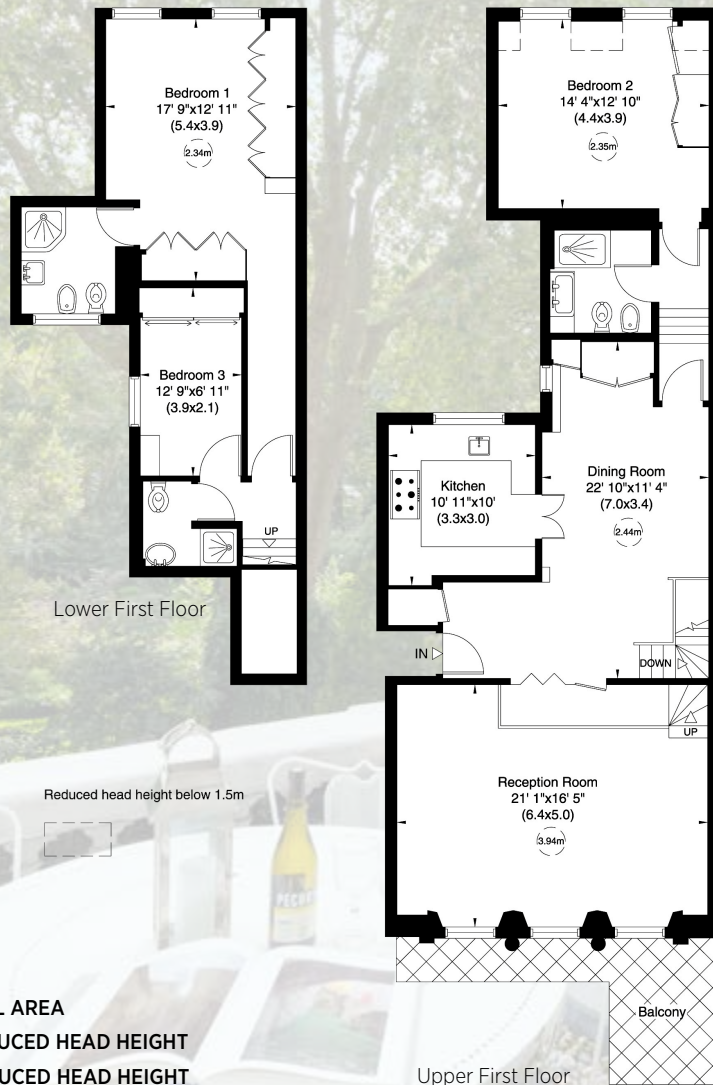 Bedroom 1
17' 9"x12' 11"
(5.4x3.9)
2.34m
Bedroom 3
12' 9"x6' 11"
(3.9x2.1)
UP
Lower First Floor
Bedroom 2
14' 4"x12' 10"
(4.4x3.9)
2.35m
Kitchen
10' 11"x10'
(3.3x3.0)
Dining Room
22' 10"x11' 4"
(7.0x3.4)
2.44m
IN
DOWN
UP
Reception Room
21' 1"x16' 5"
(6.4x5.0)
3.94m
Balcony
Upper First Floor
Reduced head height below 1.5m
L AREA
UCED HEAD HEIGHT
UCED HEAD HEIGHT